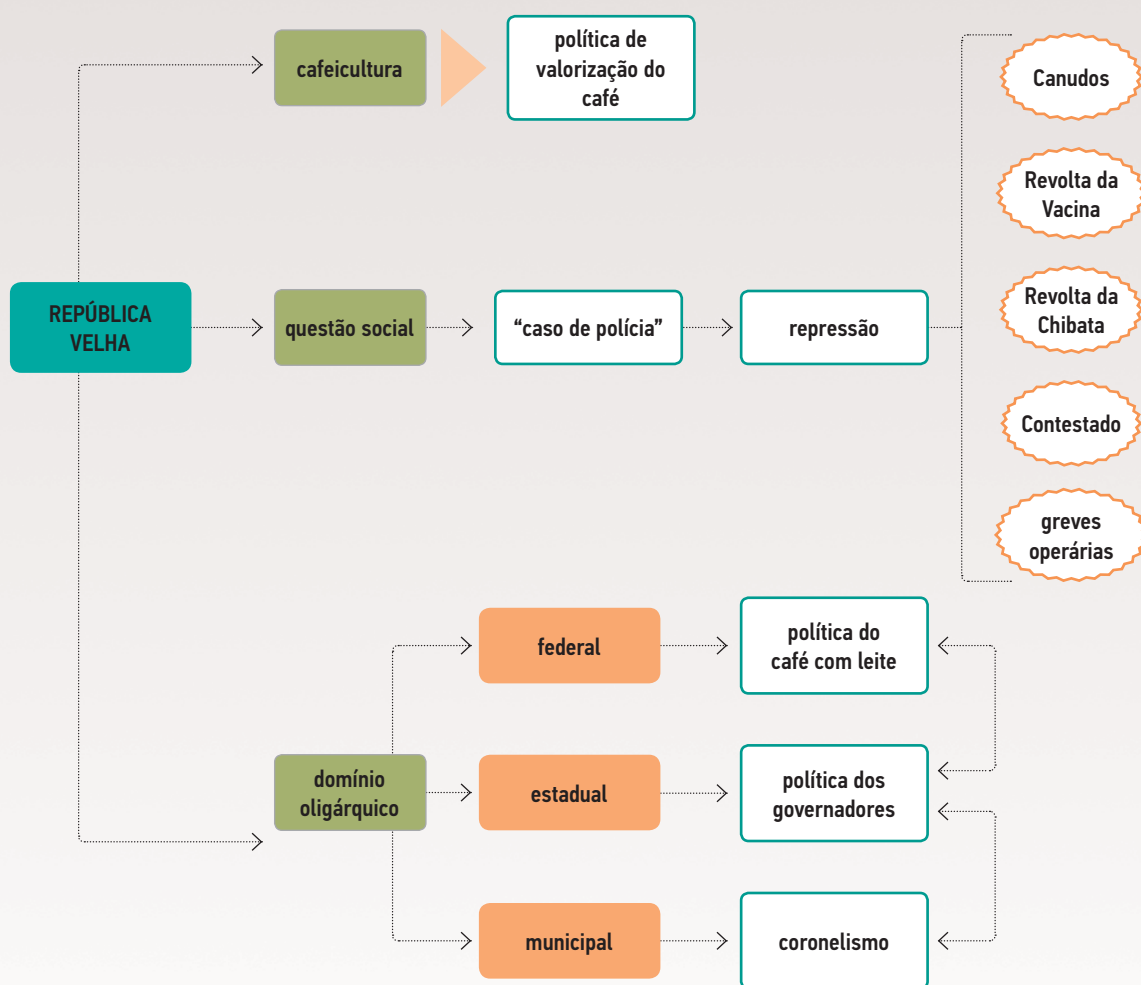 cafeicultura
política de
valorização do
café
REPÚBLICA
VELHA
questão social
“caso de polícia”
repressão
Canudos
Revolta da
Vacina
Revolta da
Chibata
Contestado
greves
operárias
domínio
oligárquico
federal
política do
café com leite
estadual
política dos
governadores
municipal
coronelismo